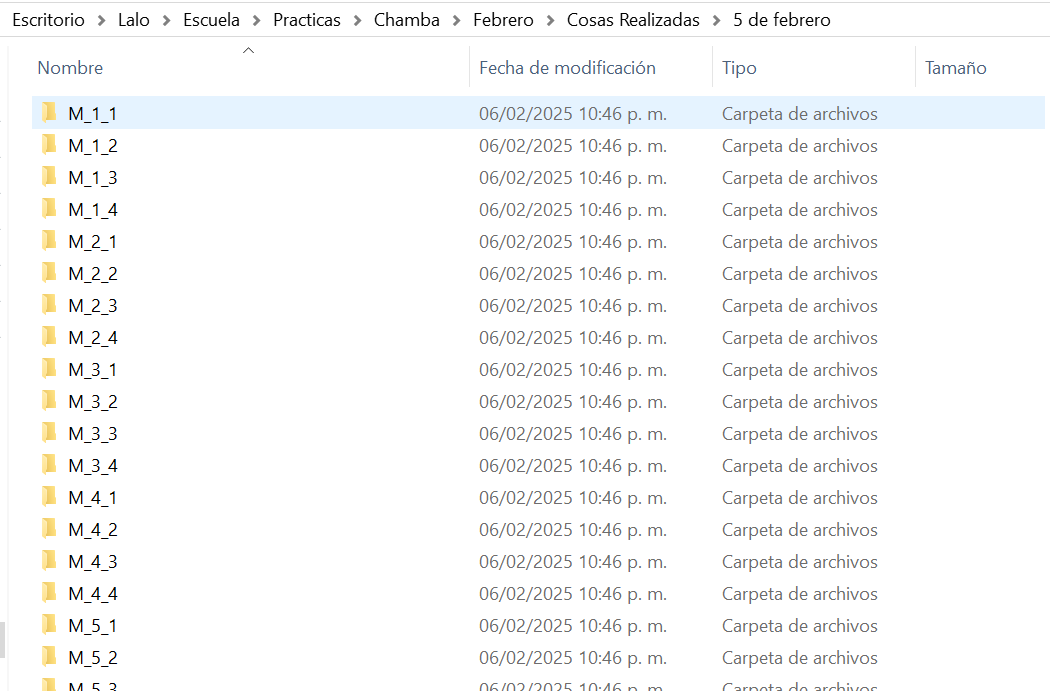 Escritorio > Lalo > Escuela > Practicas > Chamba > Febrero > Cosas Realizadas > 5 de febrero
Nombre Fecha de modificación Tipo Tamaño
M_1_1 06/02/2025 10:46 p. m. Carpeta de archivos
M_1_2 06/02/2025 10:46 p. m. Carpeta de archivos
M_1_3 06/02/2025 10:46 p. m. Carpeta de archivos
M_1_4 06/02/2025 10:46 p. m. Carpeta de archivos
M_2_1 06/02/2025 10:46 p. m. Carpeta de archivos
M_2_2 06/02/2025 10:46 p. m. Carpeta de archivos
M_2_3 06/02/2025 10:46 p. m. Carpeta de archivos
M_2_4 06/02/2025 10:46 p. m. Carpeta de archivos
M_3_1 06/02/2025 10:46 p. m. Carpeta de archivos
M_3_2 06/02/2025 10:46 p. m. Carpeta de archivos
M_3_3 06/02/2025 10:46 p. m. Carpeta de archivos
M_3_4 06/02/2025 10:46 p. m. Carpeta de archivos
M_4_1 06/02/2025 10:46 p. m. Carpeta de archivos
M_4_2 06/02/2025 10:46 p. m. Carpeta de archivos
M_4_3 06/02/2025 10:46 p. m. Carpeta de archivos
M_4_4 06/02/2025 10:46 p. m. Carpeta de archivos
M_5_1 06/02/2025 10:46 p. m. Carpeta de archivos
M_5_2 06/02/2025 10:46 p. m. Carpeta de archivos
M_5_3 06/02/2025 10:46 p. m. Carpeta de archivos